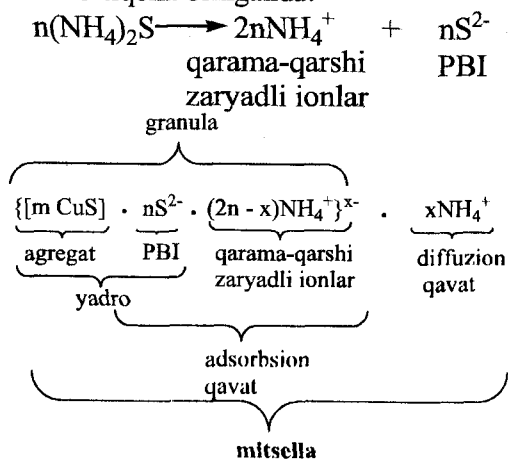 n(NH₄)₂S → 2nNH₄⁺ + nS²⁻
qarama-qarshi PBI
zaryadli ionlar
granula
{[m CuS] · nS²⁻ · (2n - x)NH₄⁺}ˣ⁻ · xNH₄⁺
agregat PBI qarama-qarshi diffuzion
zaryadli ionlar qavat
yadro
adsorbsion
qavat
mitsella